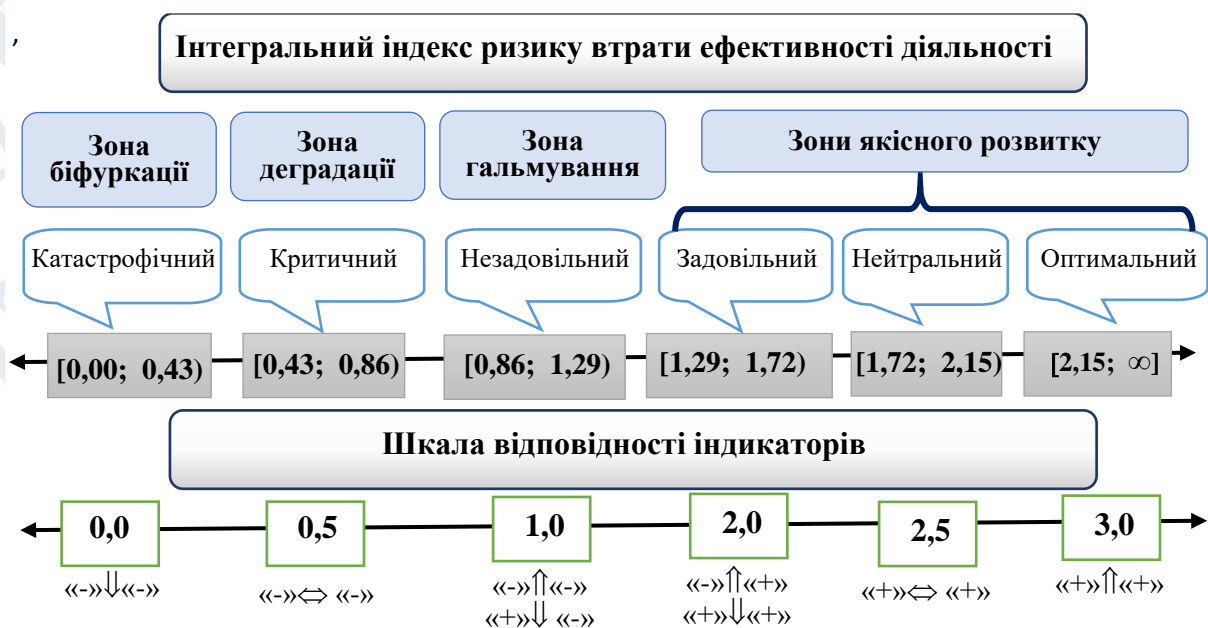 ,
Інтегральний індекс ризику втрати ефективності діяльності
Зона
біфуркації
Зона
деградації
Зона
гальмування
Зони якісного розвитку
Катастрофічний
Критичний
Незадовільний
Задовільний
Нейтральний
Оптимальний
[0,00; 0,43)
[0,43; 0,86)
[0,86; 1,29)
[1,29; 1,72)
[1,72; 2,15)
[2,15; ∞]
Шкала відповідності індикаторів
0,0
0,5
1,0
2,0
2,5
3,0
«-»⇓«-»
«-»⇔ «-»
«-»⇑«-»
«+»⇓ «-»
«-»⇑«+»
«+»⇓«+»
«+»⇔ «+»
«+»⇑«+»